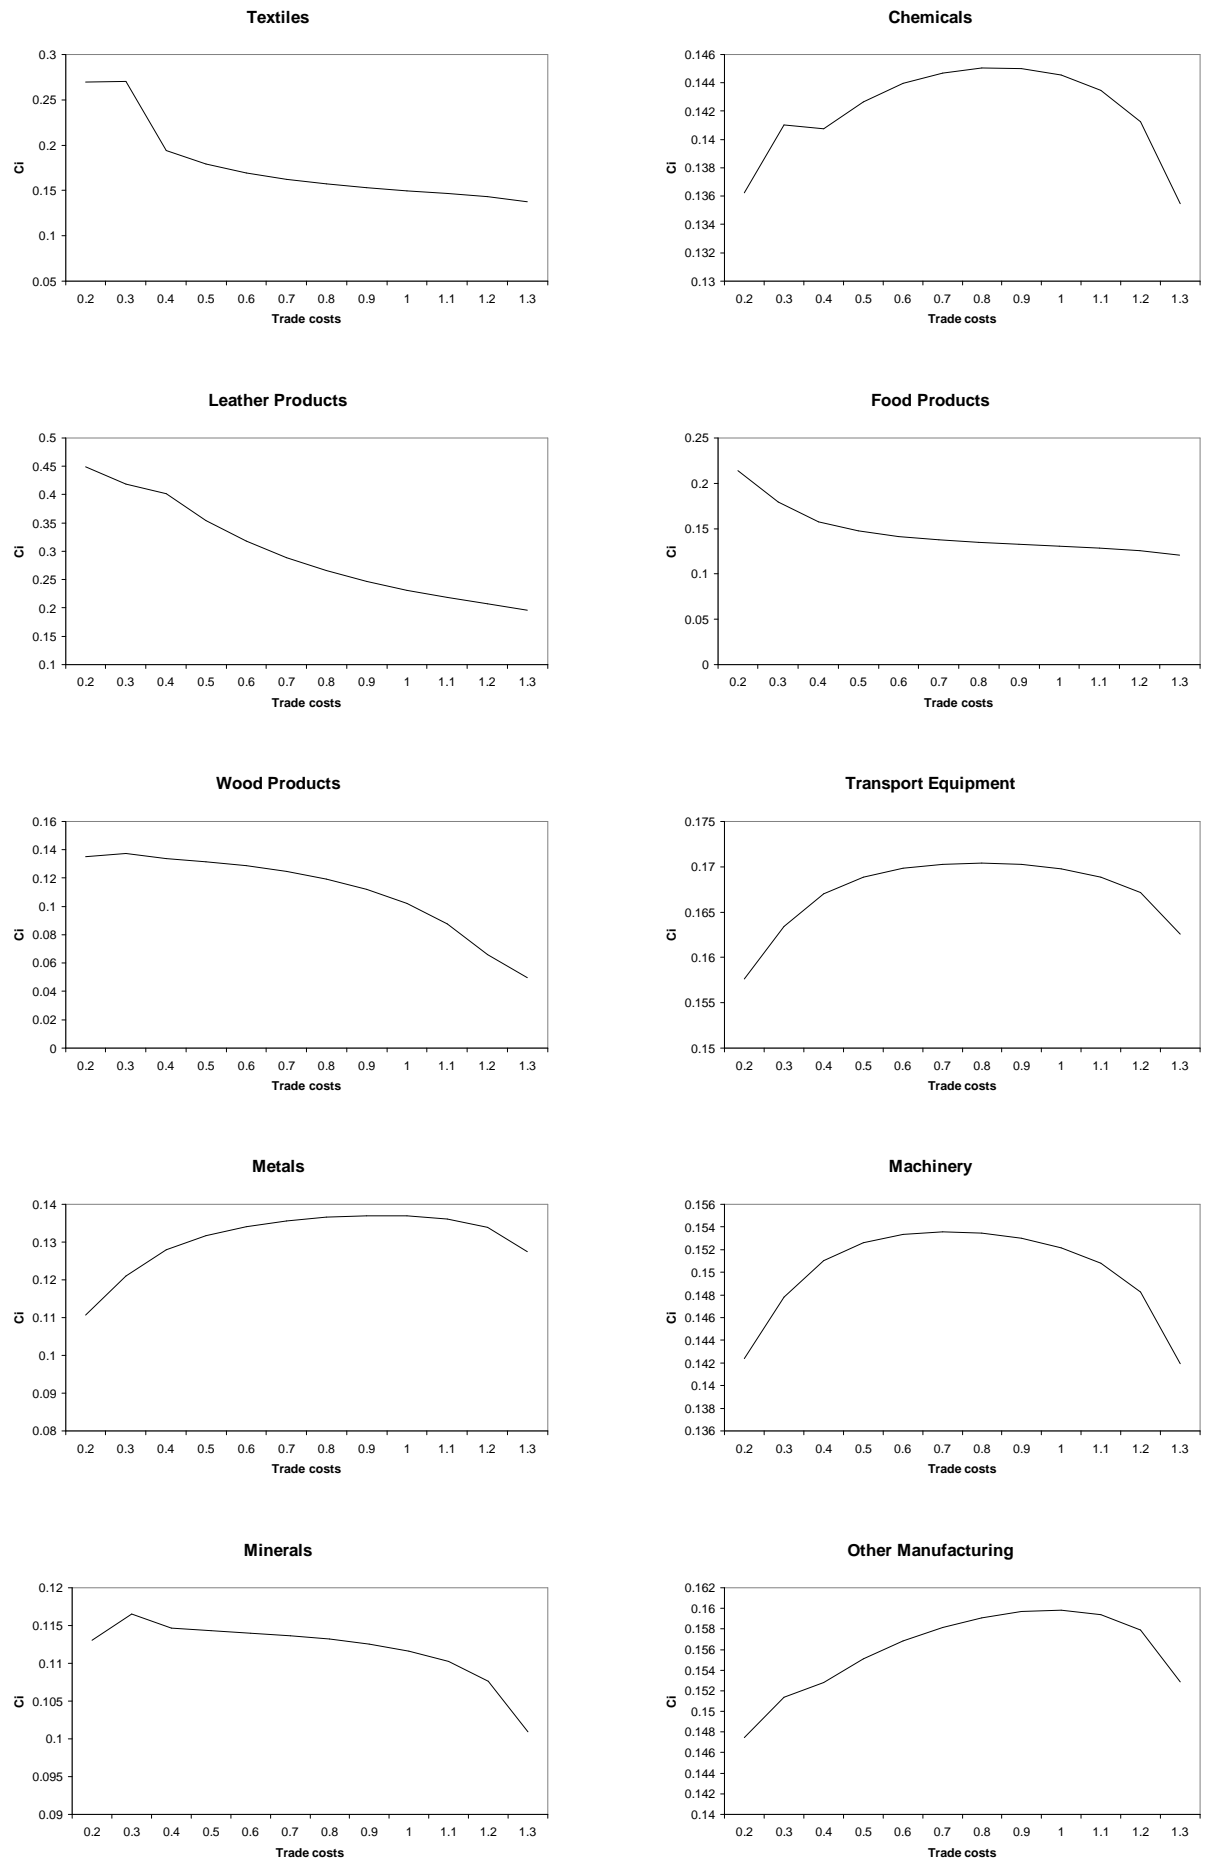 Textiles
0.3
0.25
0.2
0.15
0.1
0.05
Ci
0.2 0.3 0.4 0.5 0.6 0.7 0.8 0.9 1 1.1 1.2 1.3
Trade costs
Chemicals
0.146
0.144
0.142
0.14
0.138
0.136
0.134
0.132
0.13
Ci
0.2 0.3 0.4 0.5 0.6 0.7 0.8 0.9 1 1.1 1.2 1.3
Trade costs
Leather Products
0.5
0.45
0.4
0.35
0.3
0.25
0.2
0.15
0.1
Ci
0.2 0.3 0.4 0.5 0.6 0.7 0.8 0.9 1 1.1 1.2 1.3
Trade costs
Food Products
0.25
0.2
0.15
0.1
0.05
0
Ci
0.2 0.3 0.4 0.5 0.6 0.7 0.8 0.9 1 1.1 1.2 1.3
Trade costs
Wood Products
0.16
0.14
0.12
0.1
0.08
0.06
0.04
0.02
0
Ci
0.2 0.3 0.4 0.5 0.6 0.7 0.8 0.9 1 1.1 1.2 1.3
Trade costs
Transport Equipment
0.175
0.17
0.165
0.16
0.155
0.15
Ci
0.2 0.3 0.4 0.5 0.6 0.7 0.8 0.9 1 1.1 1.2 1.3
Trade costs
Metals
0.14
0.13
0.12
0.11
0.1
0.09
0.08
Ci
0.2 0.3 0.4 0.5 0.6 0.7 0.8 0.9 1 1.1 1.2 1.3
Trade costs
Machinery
0.156
0.154
0.152
0.15
0.148
0.146
0.144
0.142
0.14
0.138
0.136
Ci
0.2 0.3 0.4 0.5 0.6 0.7 0.8 0.9 1 1.1 1.2 1.3
Trade costs
Minerals
0.12
0.115
0.11
0.105
0.1
0.095
0.09
Ci
0.2 0.3 0.4 0.5 0.6 0.7 0.8 0.9 1 1.1 1.2 1.3
Trade costs
Other Manufacturing
0.162
0.16
0.158
0.156
0.154
0.152
0.15
0.148
0.146
0.144
0.142
0.14
Ci
0.2 0.3 0.4 0.5 0.6 0.7 0.8 0.9 1 1.1 1.2 1.3
Trade costs